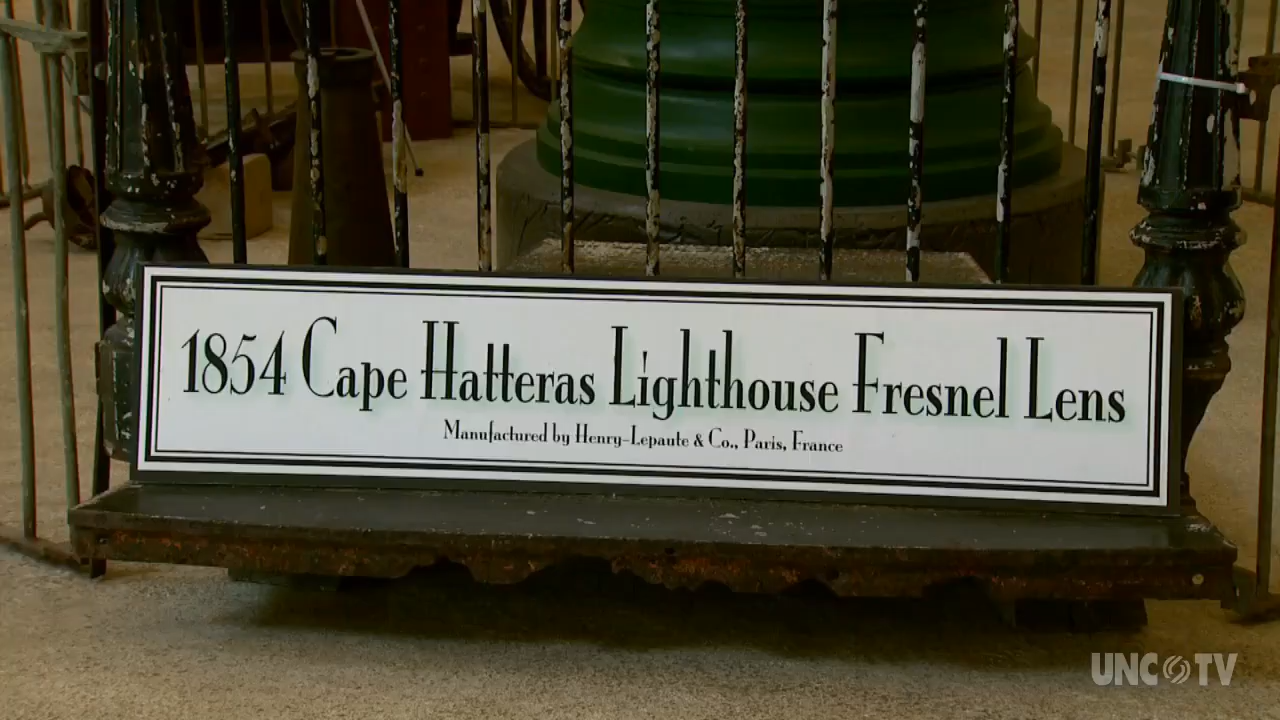 1854 Cape Hatteras Lighthouse Fresnel Lens
Manufactured by Henry-Lepaute & Co., Paris, France
UNC TV